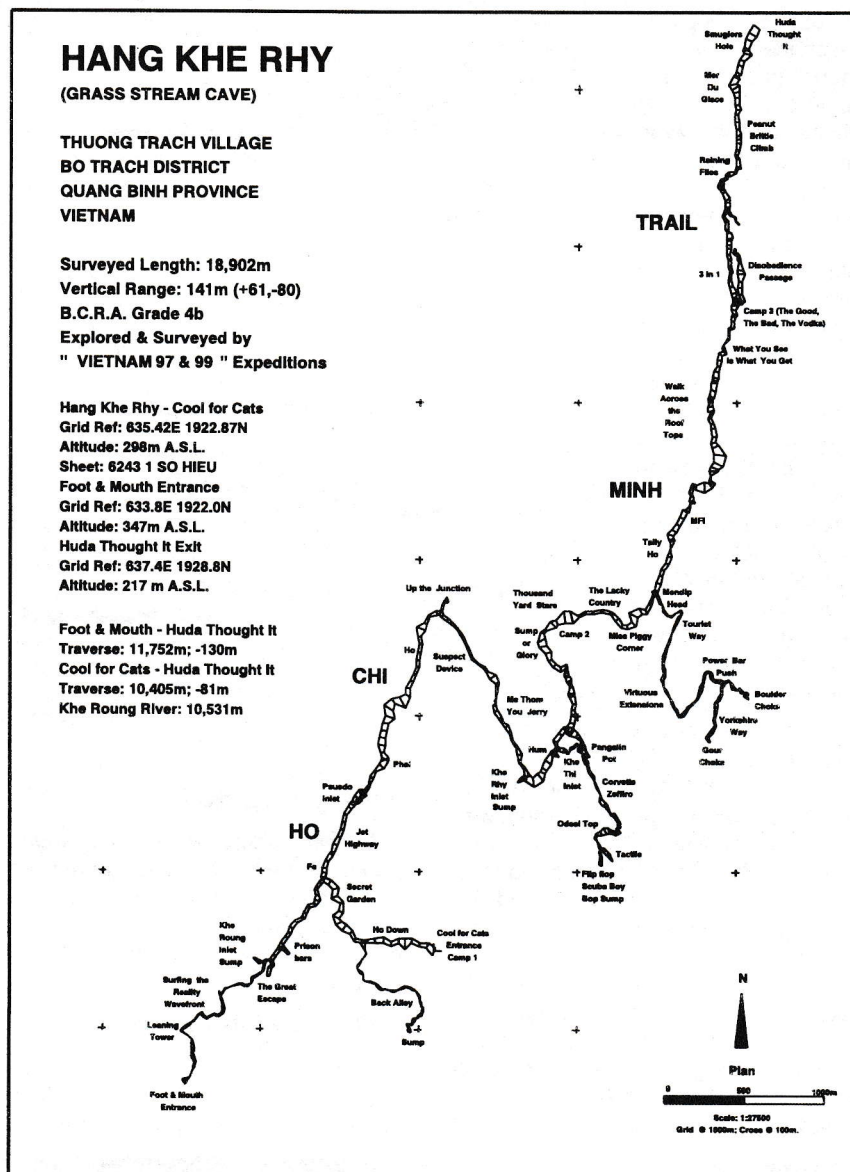 HANG KHE RHY
(GRASS STREAM CAVE)
THUONG TRACH VILLAGE
BO TRACH DISTRICT
QUANG BINH PROVINCE
VIETNAM
Surveyed Length: 18,902m
Vertical Range: 141m (+61,-80)
B.C.R.A. Grade 4b
Explored & Surveyed by
" VIETNAM 97 & 99 " Expeditions
Hang Khe Rhy - Cool for Cats
Grid Ref: 635.42E 1922.87N
Altitude: 298m A.S.L.
Sheet: 6243 1 SO HIEU
Foot & Mouth Entrance
Grid Ref: 633.8E 1922.0N
Altitude: 347m A.S.L.
Huda Thought It Exit
Grid Ref: 637.4E 1928.8N
Altitude: 217 m A.S.L.
Foot & Mouth - Huda Thought It
Traverse: 11,752m; -130m
Cool for Cats - Huda Thought It
Traverse: 10,405m; -81m
Khe Roung River: 10,531m
Huda
Thought
It
Smuglers
Hole
Mer
Du
Glace
Peanut
Brittle
Climb
Raining
Flies
TRAIL
3 in 1
Disobedience
Passage
Camp 3 (The Good,
The Bad, The Vodka)
What You See
Is What You Get
Walk
Across
the
Roof
Tops
MINH
MFI
Tally
Ho
Mendip
Head
The Lacky
Country
Thousand
Yard Stare
Up the Junction
Camp 2
Miss Piggy
Corner
Tourist
Way
Sump
or
Glory
Ho
Suspect
Device
CHI
Power Bar
Push
Virtuous
Extensions
Boulder
Choke
Yorkshire
Way
Gour
Choke
Me Thom
You Jerry
Hum
Pangolin
Pot
Khe
Thi
Inlet
Khe
Rhy
Inlet
Sump
Phai
Corvette
Zeffiro
Psuedo
Inlet
HO
Jet
Highway
Odeel Top
Tactile
Flip flop
Scuba Boy
Bop Sump
Fe
Secret
Garden
Ho Down
Cool for Cats
Entrance
Camp 1
Khe
Roung
Inlet
Sump
Prison
bars
Surfing the
Reality
Wavefront
The Great
Escape
Back Alley
Sump
Leaning
Tower
Foot & Mouth
Entrance
N
Plan
0 500 1000m
Scale: 1:27500